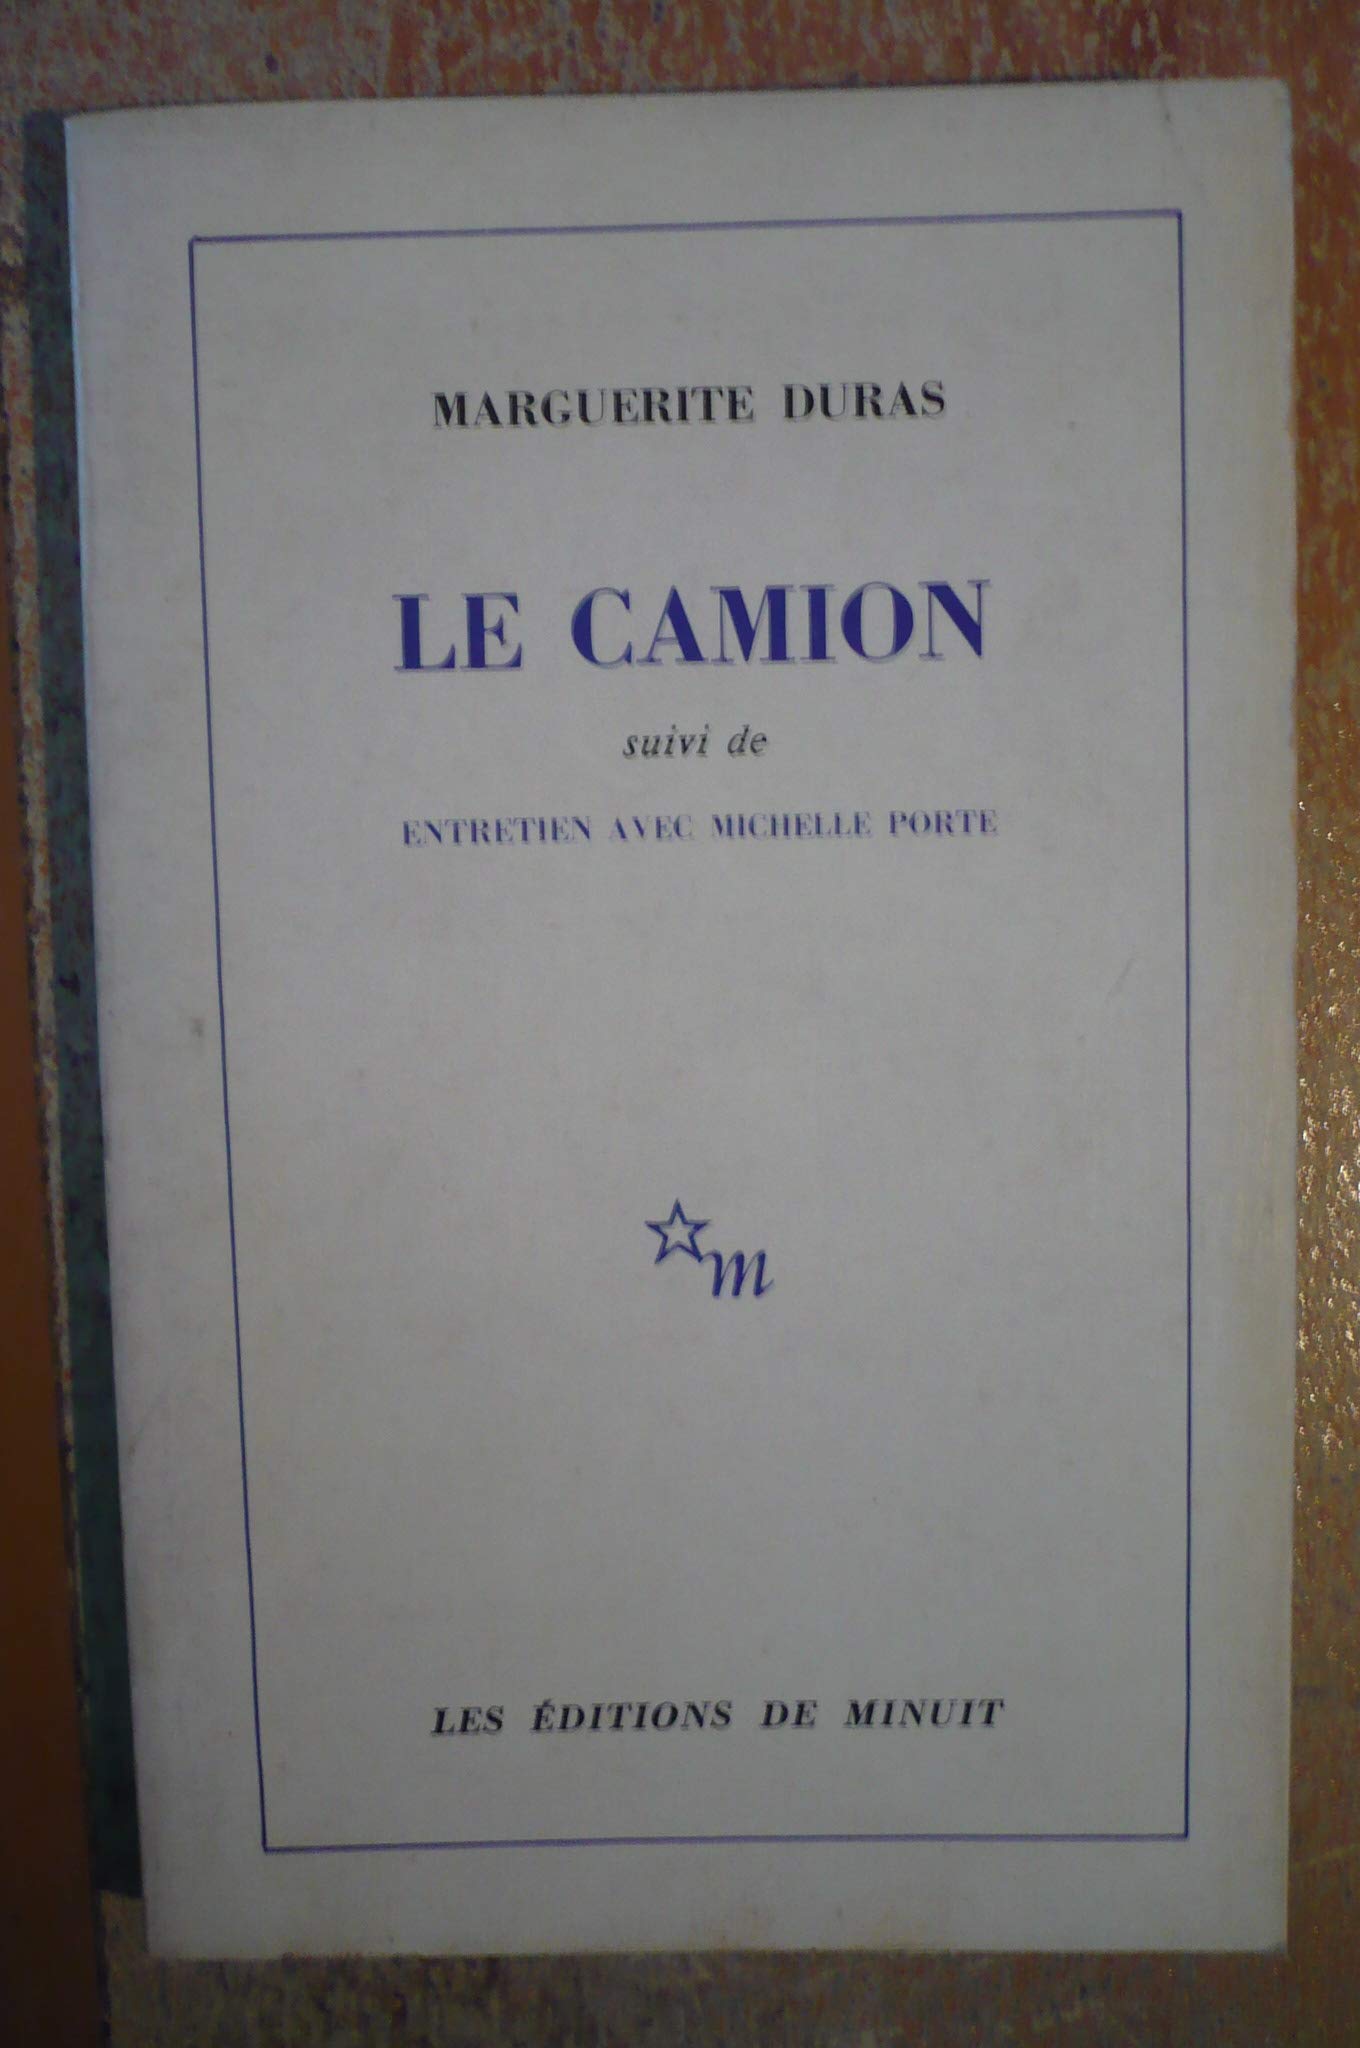 MARGUERITE DURAS
LE CAMION
suivi de
ENTRETIEN AVEC MICHELLE PORTE
m
LES ÉDITIONS DE MINUIT